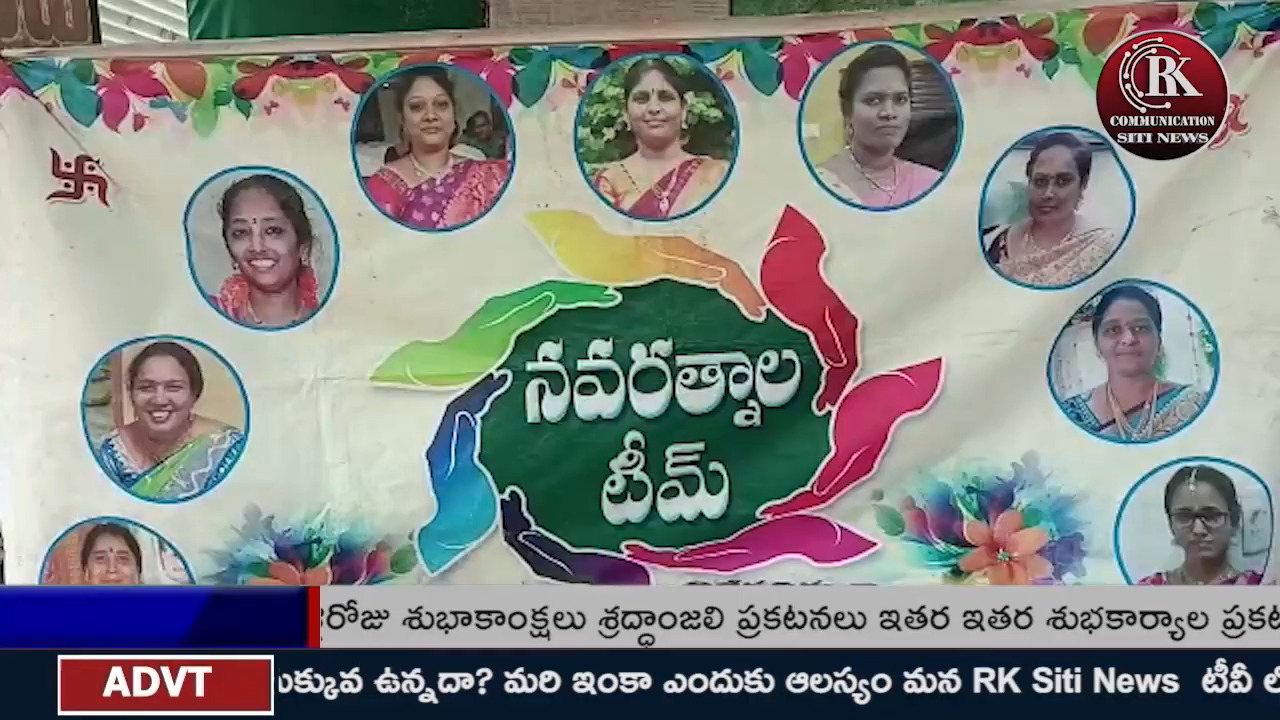 RK
COMMUNICATION
SITI NEWS
నవరత్నాల
టీమ్
శుభాకాంక్షలు శ్రద్ధాంజలి ప్రకటనలు ఇతర ఇతర శుభకార్యాల
ADVT
ఉన్నదా? మరి ఇంకా ఎందుకు ఆలస్యం మన RK Siti News టీవీ